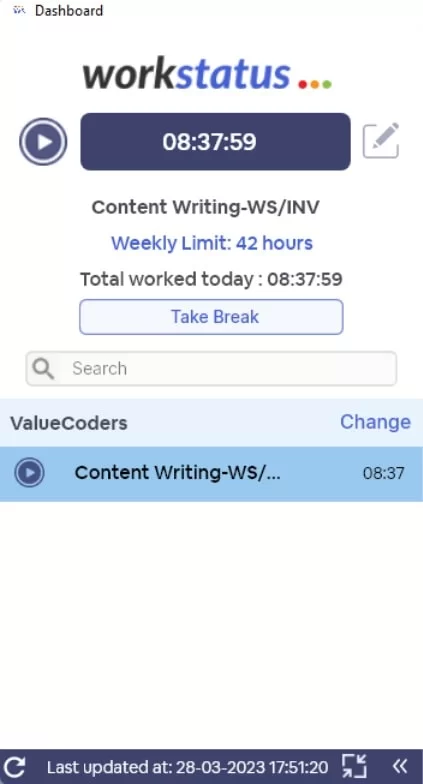 Dashboard
workstatus
08:37:59
Content Writing-WS/INV
Weekly Limit: 42 hours
Total worked today : 08:37:59
Take Break
Search
ValueCoders
Change
Content Writing-WS/...
08:37
Last updated at: 28-03-2023 17:51:20